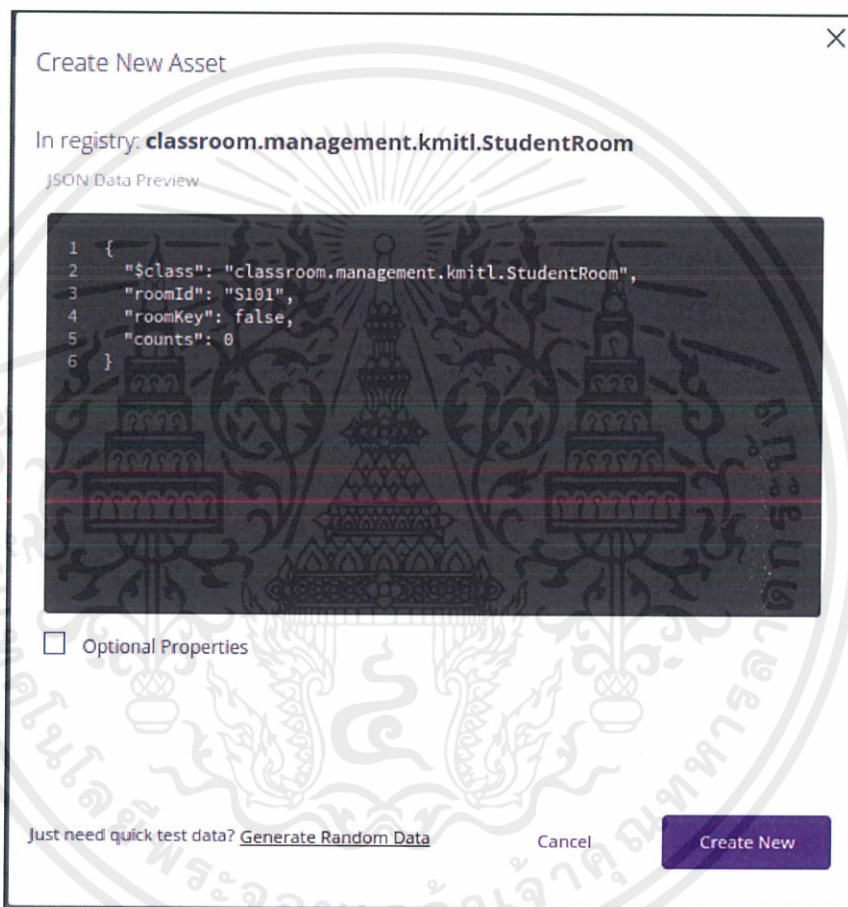 Create New Asset
In registry: classroom.management.kmitl.StudentRoom
JSON Data Preview
1 {
2 "$class": "classroom.management.kmitl.StudentRoom",
3 "roomId": "S101",
4 "roomKey": false,
5 "counts": 0
6 }
Optional Properties
Just need quick test data? Generate Random Data
Cancel
Create New